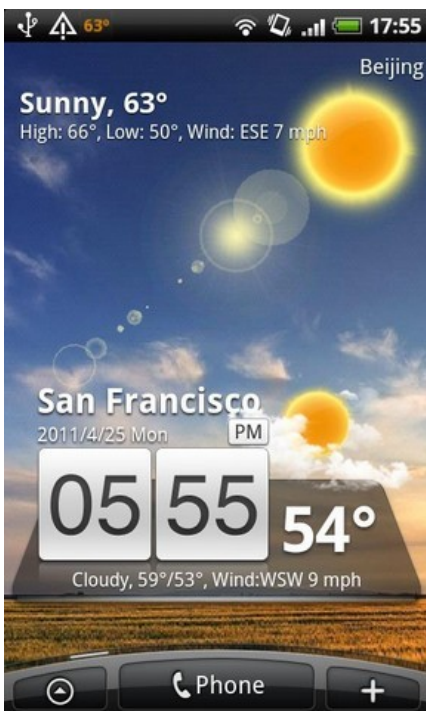 63° 17:55
Beijing
Sunny, 63°
High: 66°, Low: 50°, Wind: ESE 7 mph
San Francisco
2011/4/25 Mon PM
05 55 54°
Cloudy, 59°/53°, Wind:WSW 9 mph
Phone